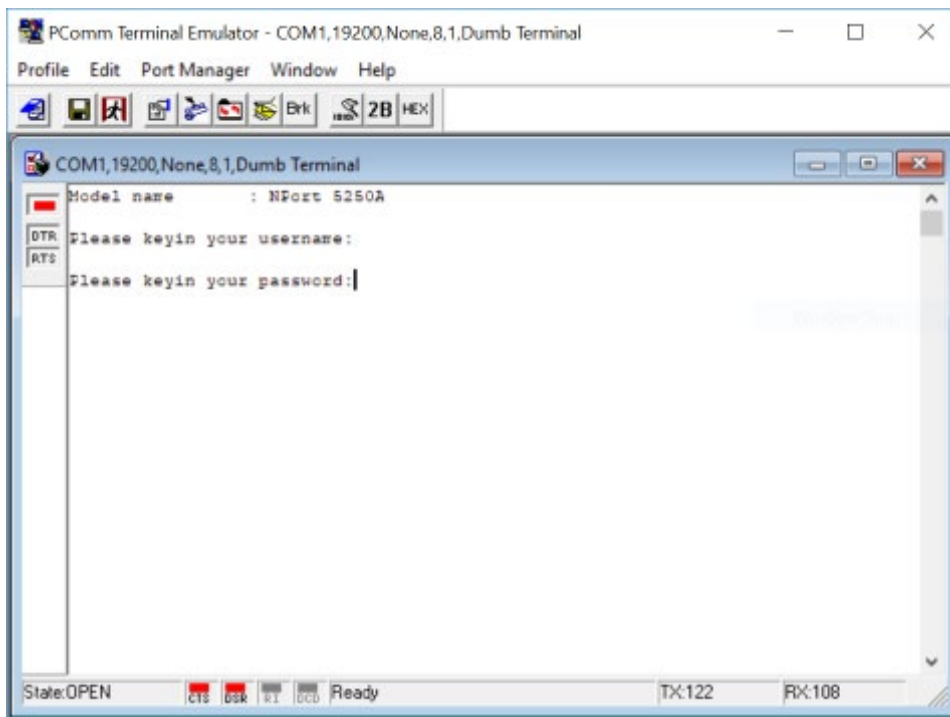 PComm Terminal Emulator - COM1,19200,None,8,1,Dumb Terminal
Profile Edit Port Manager Window Help
Brk 2B HEX
COM1,19200,None,8,1,Dumb Terminal
Model name : NPort 5250A
DTR
Please keyin your username:
RTS
Please keyin your password:
State:OPEN CTS DSR RI DCD Ready TX:122 RX:108